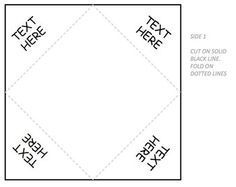 TEXT
HERE
TEXT
HERE
SIDE 1
CUT ON SOLID
BLACK LINE.
FOLD ON
DOTTED LINES
TEXT
HERE
TEXT
HERE